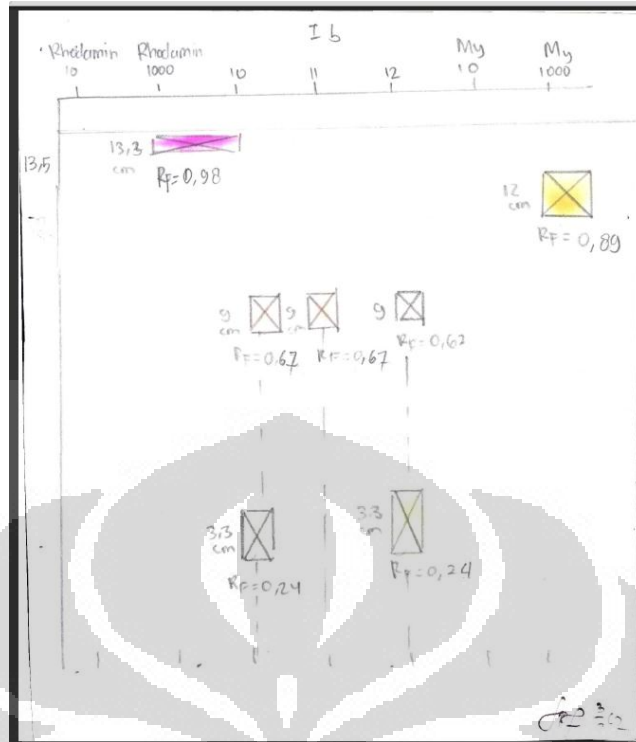 I b
Rhodamin Rhodamin My My
10 1000 10 11 12 10 1000
13,3
cm
13,5
RF=0,98
12
cm
RF=0,89
9
cm
9
cm
9
RF=0,67 RF=0,67 RF=0,62
3,3
cm
3.3
cm
RF=0,24
RF=0,24